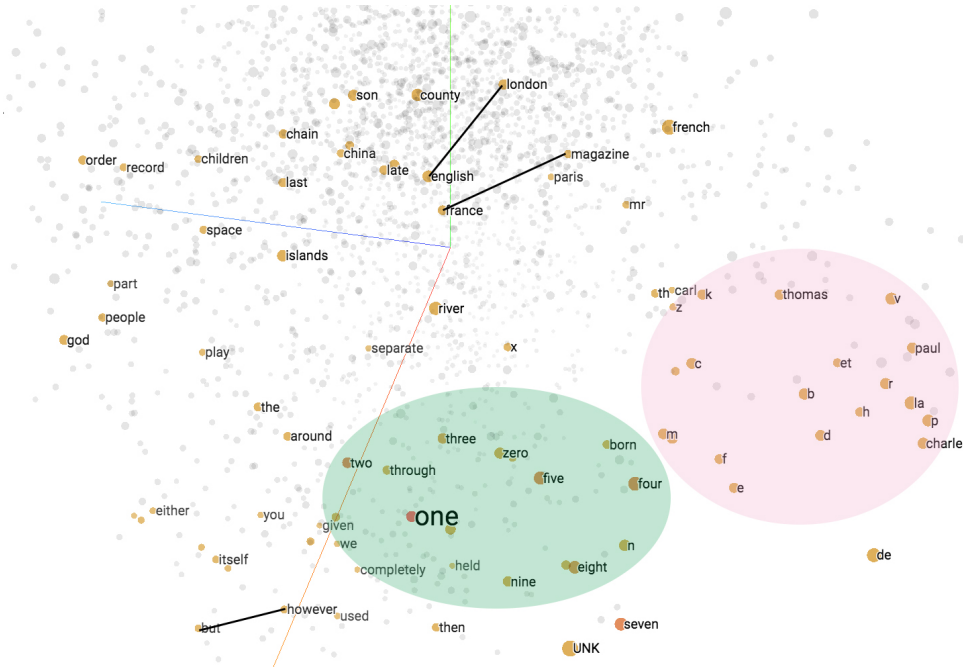 london
son
county
french
chain
china
magazine
order
record
children
late
english
paris
last
france
mr
space
islands
part
th
carl
k
thomas
v
z
people
river
god
play
separate
x
paul
c
et
b
r
h
la
p
the
around
three
zero
born
m
d
charle
two
through
five
four
f
e
either
you
given
one
we
n
itself
completely
held
nine
eight
de
but
however
used
then
seven
UNK